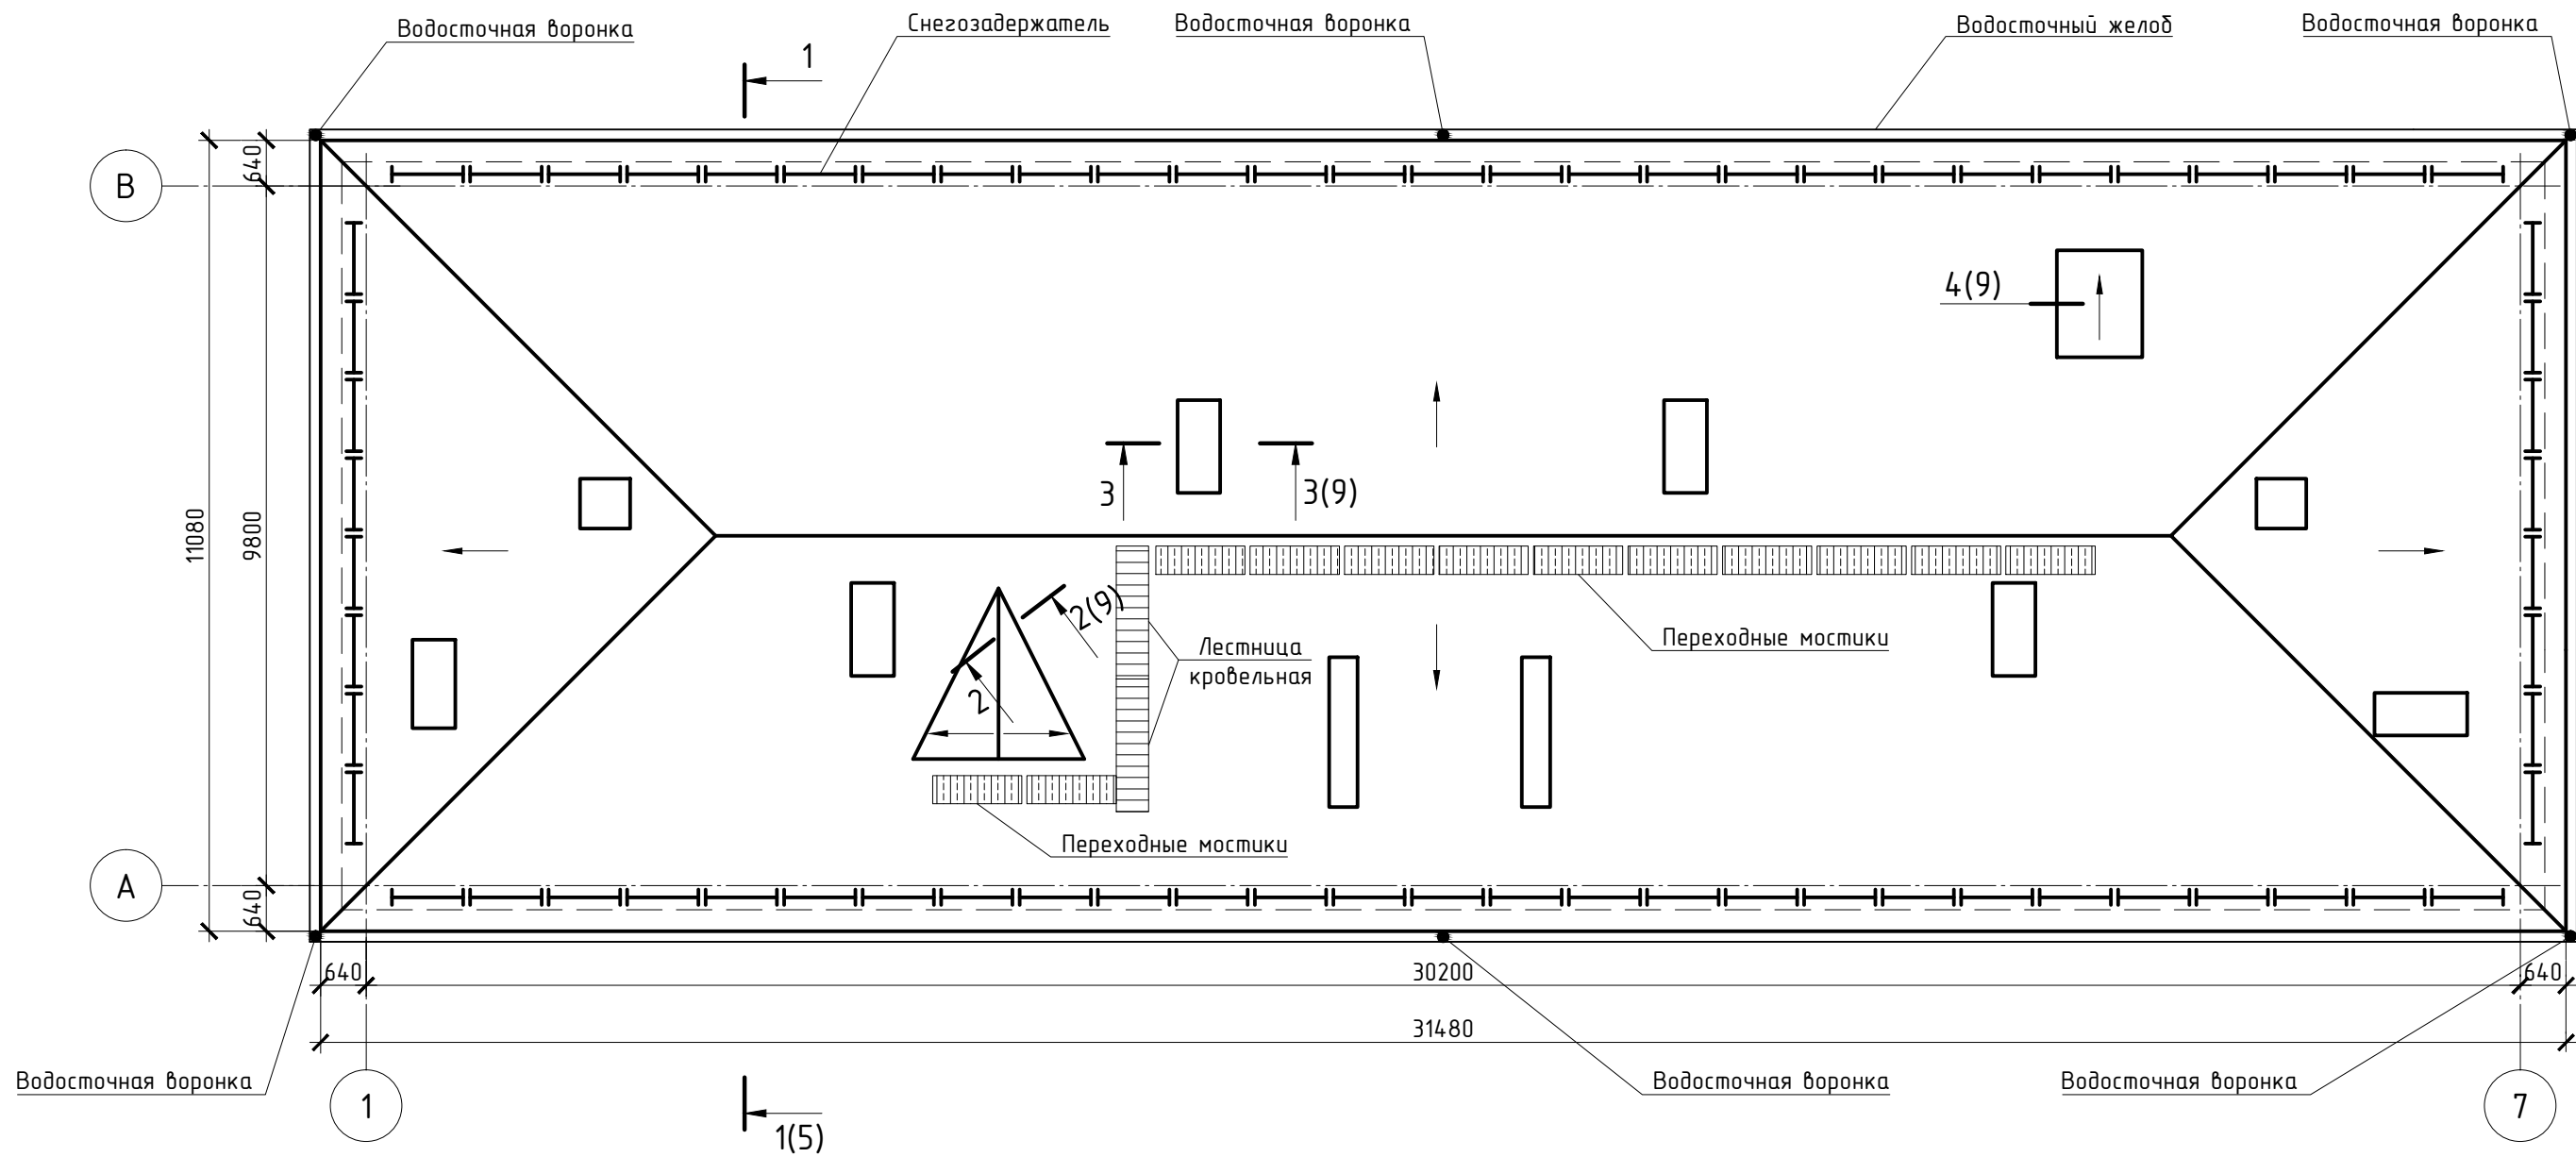 Водосточная воронка
Снегозадержатель
Водосточная воронка
Водосточный желоб
Водосточная воронка
1
640
В
4(9)
3
3(9)
11080
9800
2(9)
2
Лестница
кровельная
Переходные мостики
Переходные мостики
А
640
640
30200
640
31480
Водосточная воронка
Водосточная воронка
Водосточная воронка
1
7
1(5)